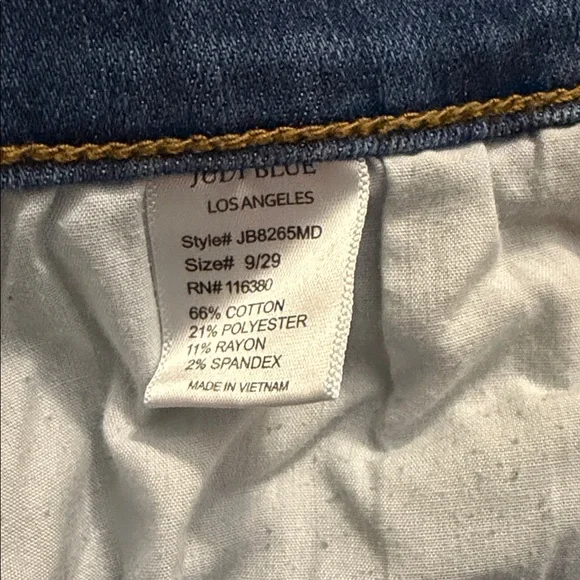 JUDY BLUE
LOS ANGELES
Style# JB8265MD
Size# 9/29
RN# 116380
66% COTTON
21% POLYESTER
11% RAYON
2% SPANDEX
MADE IN VIETNAM